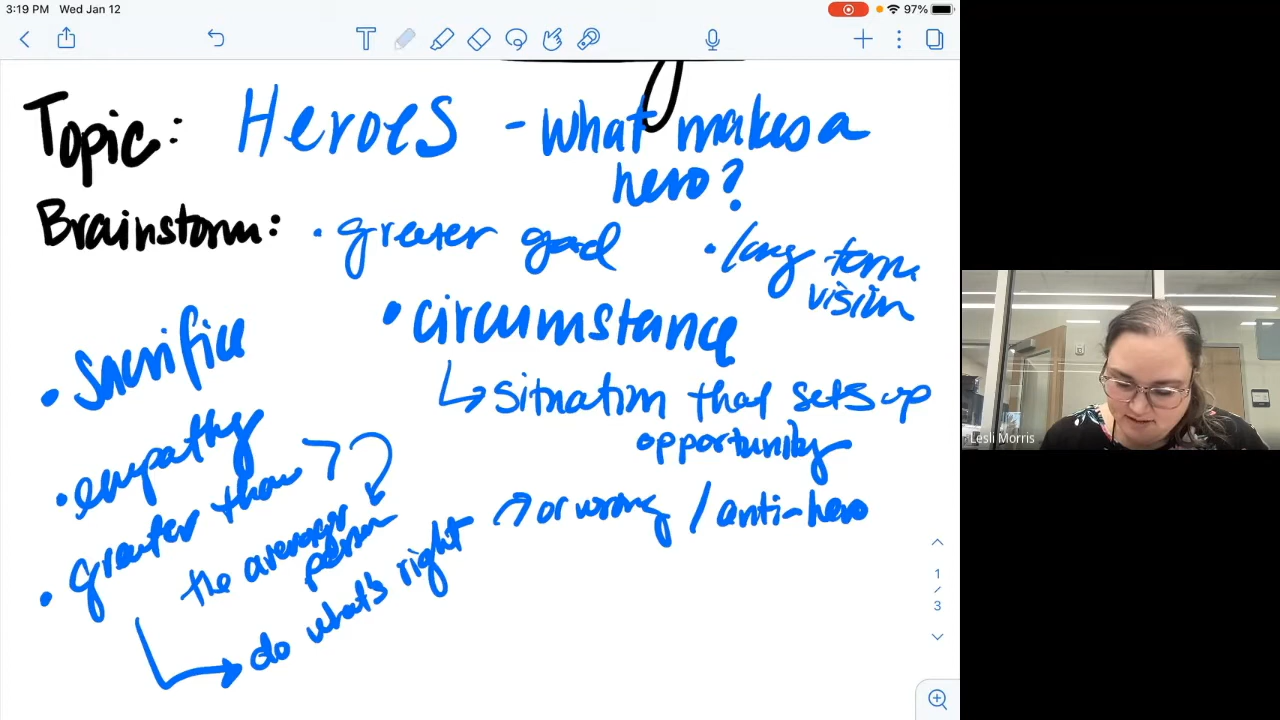 3:19 PM Wed Jan 12
97%
Topic: Heroes - what makes a
hero?
Brainstorm: • greater good
• long-term
vision
• circumstance
↳ situation that sets up
opportunity
• sacrifice
• empathy
• greater than
the average
person
→ do what's right → or wrong / anti-hero
1
/
3
Lesli Morris